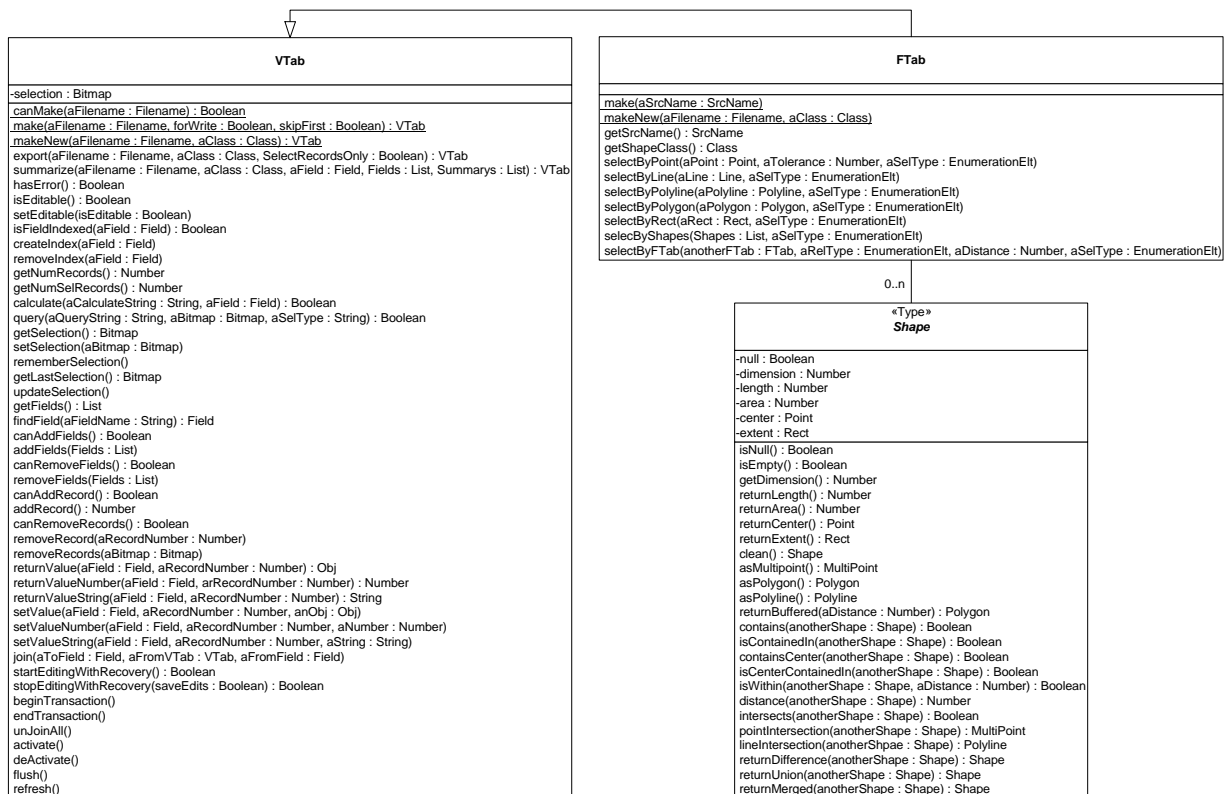 VTab
-selection : Bitmap
canMake(aFilename : Filename) : Boolean
make(aFilename : Filename, forWrite : Boolean, skipFirst : Boolean) : VTab
makeNew(aFilename : Filename, aClass : Class) : VTab
export(aFilename : Filename, aClass : Class, SelectRecordsOnly : Boolean) : VTab
summarize(aFilename : Filename, aClass : Class, aField : Field, Fields : List, Summarys : List) : VTab
hasError() : Boolean
isEditable() : Boolean
setEditable(isEditable : Boolean)
isFieldIndexed(aField : Field) : Boolean
createIndex(aField : Field)
removeIndex(aField : Field)
getNumRecords() : Number
getNumSelRecords() : Number
calculate(aCalculateString : String, aField : Field) : Boolean
query(aQueryString : String, aBitmap : Bitmap, aSelType : String) : Boolean
getSelection() : Bitmap
setSelection(aBitmap : Bitmap)
rememberSelection()
getLastSelection() : Bitmap
updateSelection()
getFields() : List
findField(aFieldName : String) : Field
canAddFields() : Boolean
addFields(Fields : List)
canRemoveFields() : Boolean
removeFields(Fields : List)
canAddRecord() : Boolean
addRecord() : Number
canRemoveRecords() : Boolean
removeRecord(aRecordNumber : Number)
removeRecords(aBitmap : Bitmap)
returnValue(aField : Field, aRecordNumber : Number) : Obj
returnValueNumber(aField : Field, arRecordNumber : Number) : Number
returnValueString(aField : Field, aRecordNumber : Number) : String
setValue(aField : Field, aRecordNumber : Number, anObj : Obj)
setValueNumber(aField : Field, aRecordNumber : Number, aNumber : Number)
setValueString(aField : Field, aRecordNumber : Number, aString : String)
join(aToField : Field, aFromVTab : VTab, aFromField : Field)
startEditingWithRecovery() : Boolean
stopEditingWithRecovery(saveEdits : Boolean) : Boolean
beginTransaction()
endTransaction()
unJoinAll()
activate()
deActivate()
flush()
refresh()
FTab
make(aSrcName : SrcName)
makeNew(aFilename : Filename, aClass : Class)
getSrcName() : SrcName
getShapeClass() : Class
selectByPoint(aPoint : Point, aTolerance : Number, aSelType : EnumerationElt)
selectByLine(aLine : Line, aSelType : EnumerationElt)
selectByPolyline(aPolyline : Polyline, aSelType : EnumerationElt)
selectByPolygon(aPolygon : Polygon, aSelType : EnumerationElt)
selectByRect(aRect : Rect, aSelType : EnumerationElt)
selecByShapes(Shapes : List, aSelType : EnumerationElt)
selectByFTab(anotherFTab : FTab, aRelType : EnumerationElt, aDistance : Number, aSelType : EnumerationElt)
0..n
«Type»
Shape
-null : Boolean
-dimension : Number
-length : Number
-area : Number
-center : Point
-extent : Rect
isNull() : Boolean
isEmpty() : Boolean
getDimension() : Number
returnLength() : Number
returnArea() : Number
returnCenter() : Point
returnExtent() : Rect
clean() : Shape
asMultipoint() : MultiPoint
asPolygon() : Polygon
asPolyline() : Polyline
returnBuffered(aDistance : Number) : Polygon
contains(anotherShape : Shape) : Boolean
isContainedIn(anotherShape : Shape) : Boolean
containsCenter(anotherShape : Shape) : Boolean
isCenterContainedIn(anotherShape : Shape) : Boolean
isWithin(anotherShape : Shape, aDistance : Number) : Boolean
distance(anotherShape : Shape) : Number
intersects(anotherShape : Shape) : Boolean
pointIntersection(anotherShape : Shape) : MultiPoint
lineIntersection(anotherShpae : Shape) : Polyline
returnDifference(anotherShape : Shape) : Shape
returnUnion(anotherShape : Shape) : Shape
returnMerged(anotherShape : Shape) : Shape